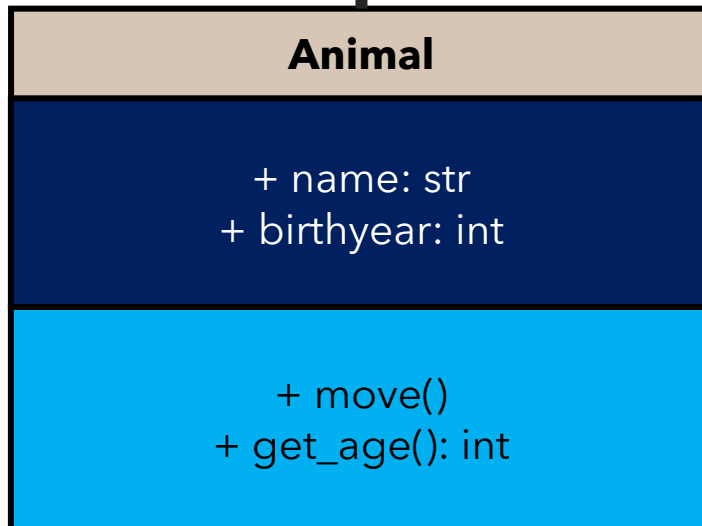 Animal
+ name: str
+ birthyear: int
+ move()
+ get_age(): int